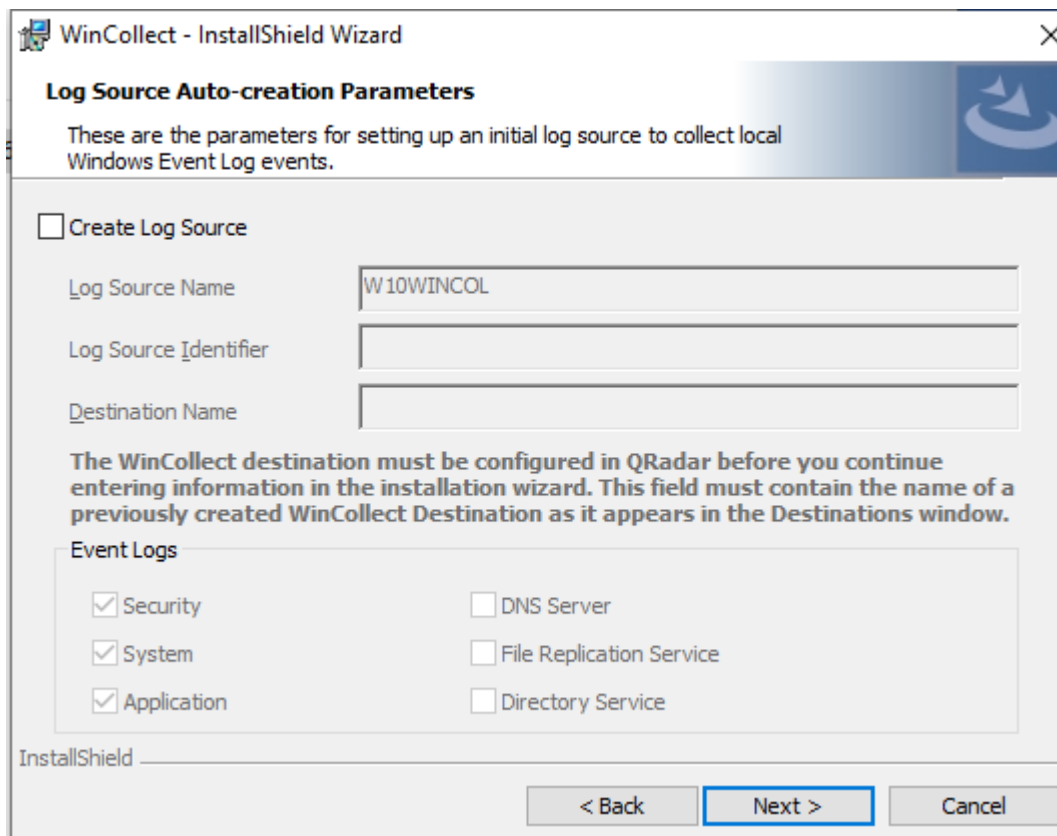 WinCollect - InstallShield Wizard
Log Source Auto-creation Parameters
These are the parameters for setting up an initial log source to collect local
Windows Event Log events.
Create Log Source
Log Source Name
W10WINCOL
Log Source Identifier
Destination Name
The WinCollect destination must be configured in QRadar before you continue
entering information in the installation wizard. This field must contain the name of a
previously created WinCollect Destination as it appears in the Destinations window.
Event Logs
Security
DNS Server
System
File Replication Service
Application
Directory Service
InstallShield
< Back
Next >
Cancel